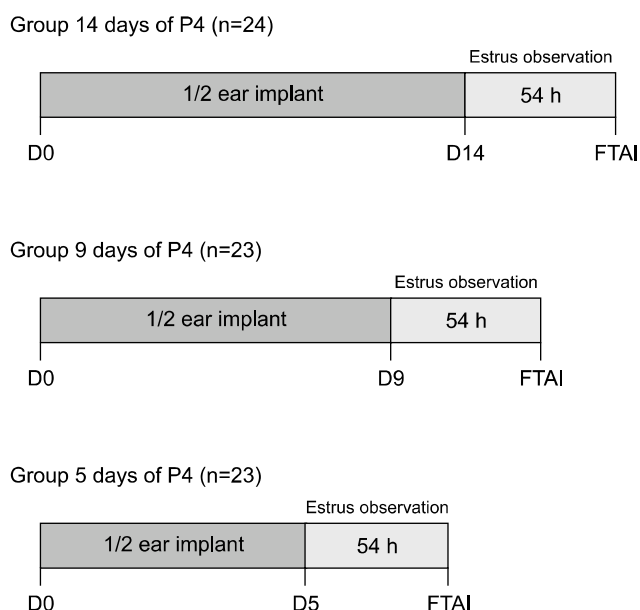 Group 14 days of P4 (n=24)
Estrus observation
1/2 ear implant
54 h
D0
D14
FTAI
Group 9 days of P4 (n=23)
Estrus observation
1/2 ear implant
54 h
D0
D9
FTAI
Group 5 days of P4 (n=23)
Estrus observation
1/2 ear implant
54 h
D0
D5
FTAI